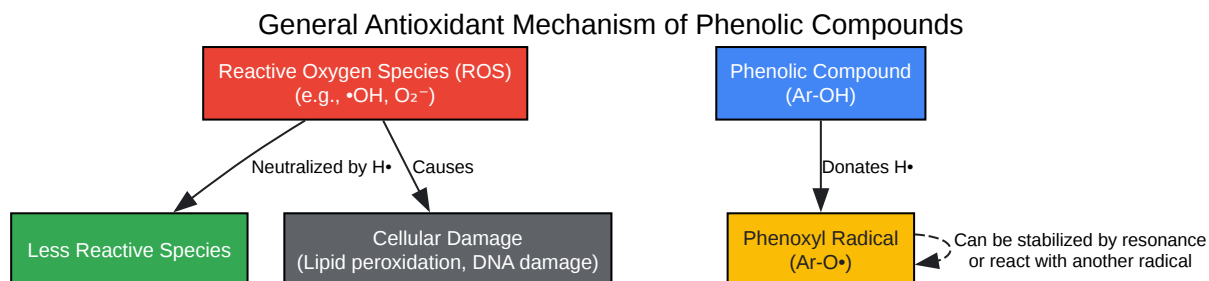 General Antioxidant Mechanism of Phenolic Compounds
Reactive Oxygen Species (ROS)
(e.g., •OH, O₂⁻)
Phenolic Compound
(Ar-OH)
Neutralized by H•
Causes
Donates H•
Less Reactive Species
Cellular Damage
(Lipid peroxidation, DNA damage)
Phenoxyl Radical
(Ar-O•)
Can be stabilized by resonance
or react with another radical